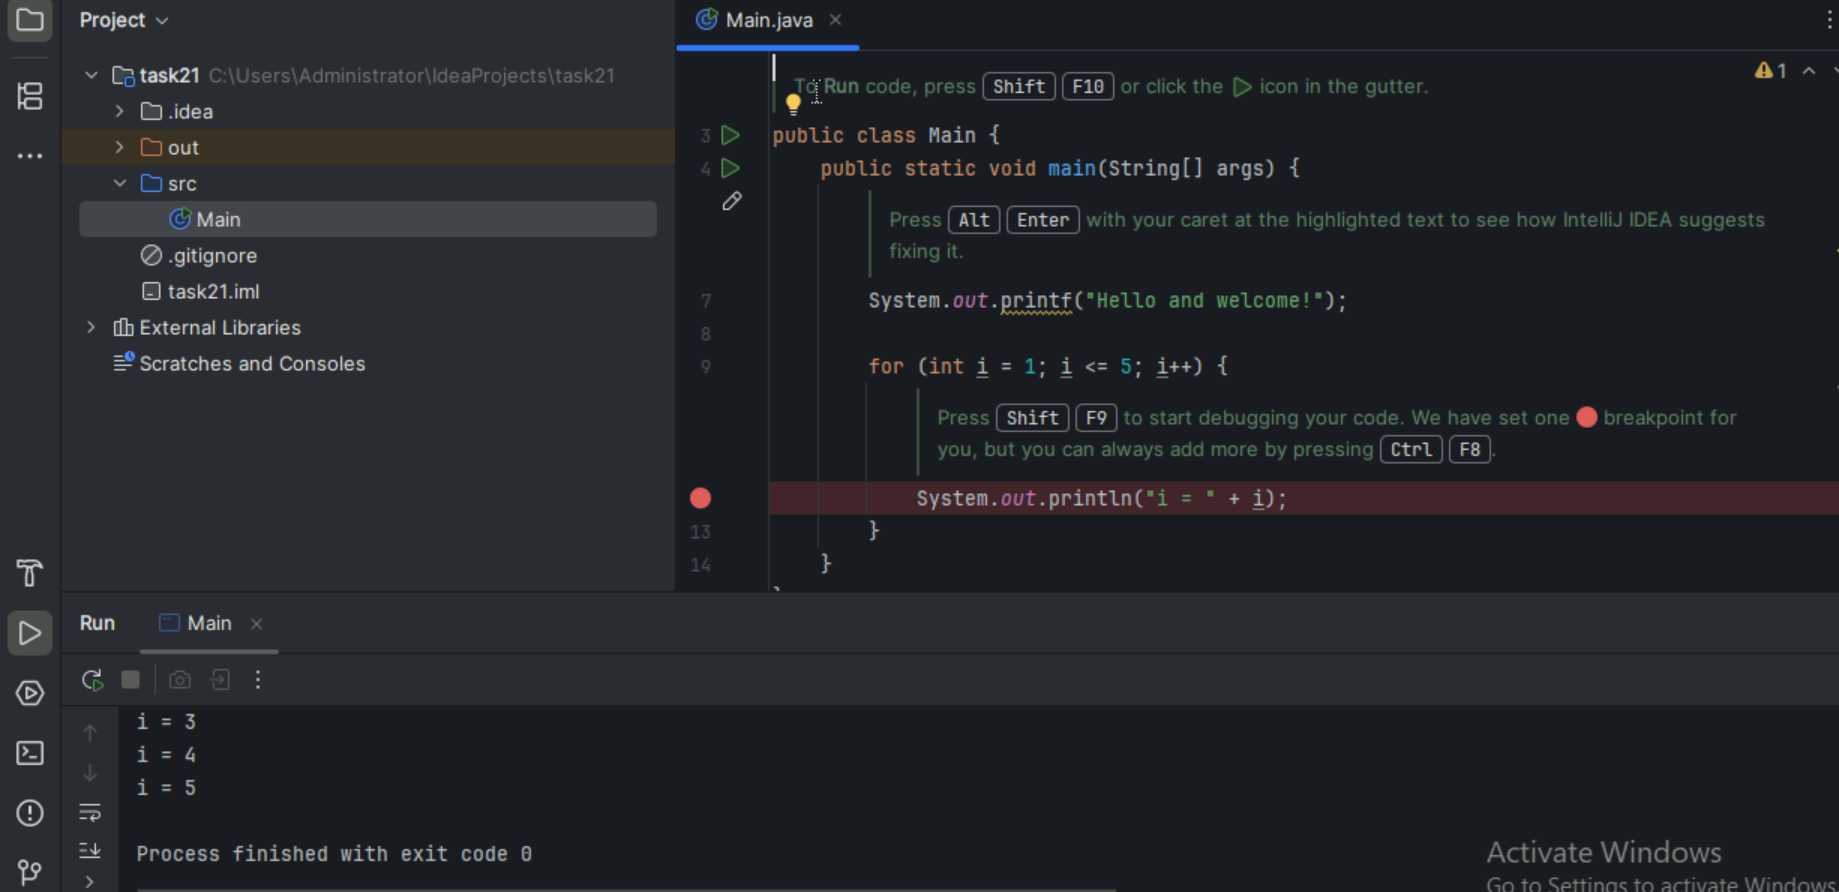 Project
Main.java
task21 C:\Users\Administrator\IdeaProjects\task21
.idea
out
src
Main
.gitignore
task21.iml
External Libraries
Scratches and Consoles
1
To Run code, press Shift F10 or click the icon in the gutter.
3 public class Main {
4 public static void main(String[] args) {
Press Alt Enter with your caret at the highlighted text to see how IntelliJ IDEA suggests
fixing it.
7 System.out.printf("Hello and welcome!");
8
9 for (int i = 1; i <= 5; i++) {
Press Shift F9 to start debugging your code. We have set one breakpoint for
you, but you can always add more by pressing Ctrl F8.
System.out.println("i = " + i);
13 }
14 }
Run Main
i = 3
i = 4
i = 5
Process finished with exit code 0
Activate Windows
Go to Settings to activate Windows